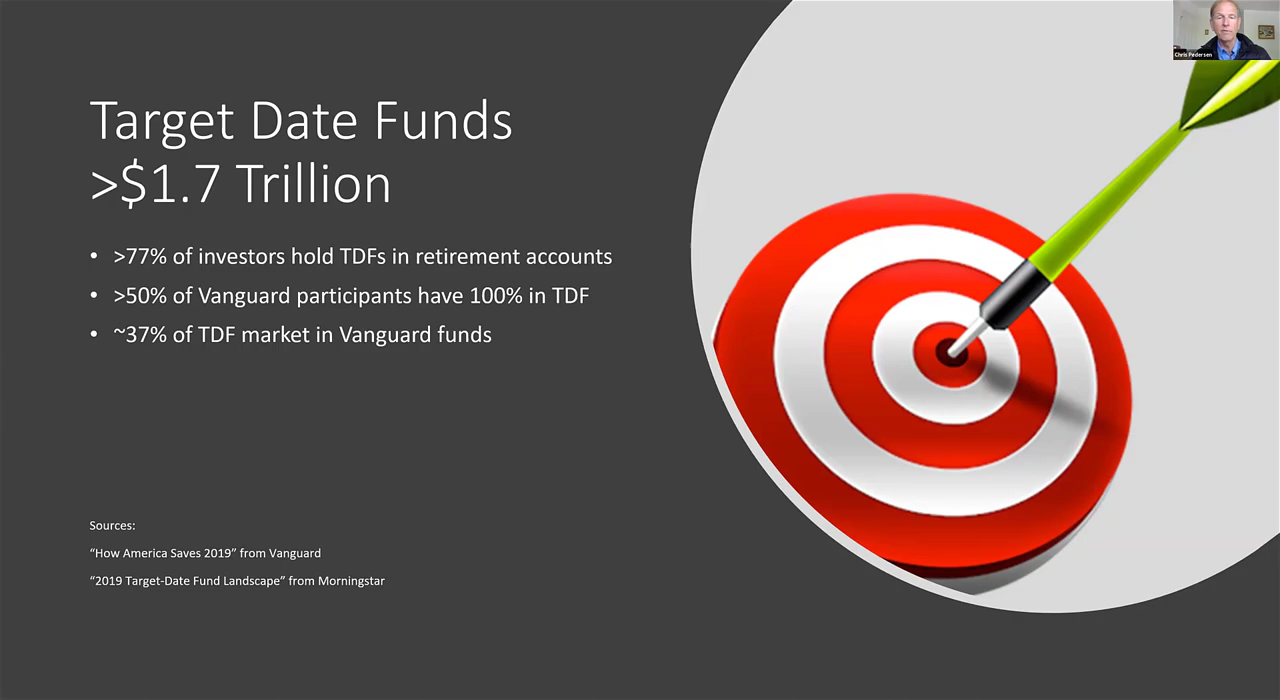 Chris Pedersen
Target Date Funds
>$1.7 Trillion
• >77% of investors hold TDFs in retirement accounts
• >50% of Vanguard participants have 100% in TDF
• ~37% of TDF market in Vanguard funds
Sources:
“How America Saves 2019” from Vanguard
“2019 Target-Date Fund Landscape” from Morningstar